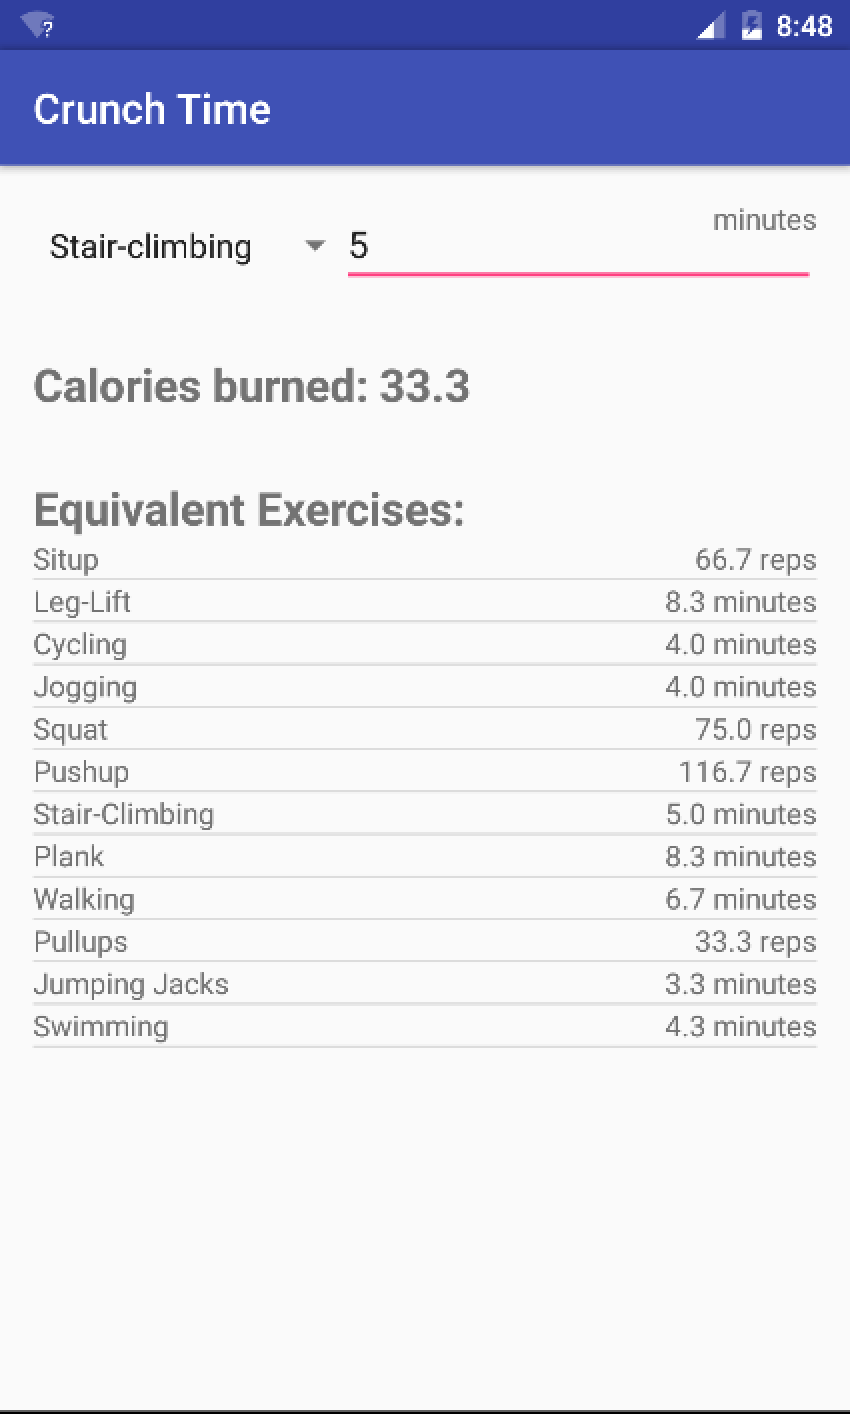 8:48
Crunch Time
minutes
Stair-climbing 5
Calories burned: 33.3
Equivalent Exercises:
Situp 66.7 reps
Leg-Lift 8.3 minutes
Cycling 4.0 minutes
Jogging 4.0 minutes
Squat 75.0 reps
Pushup 116.7 reps
Stair-Climbing 5.0 minutes
Plank 8.3 minutes
Walking 6.7 minutes
Pullups 33.3 reps
Jumping Jacks 3.3 minutes
Swimming 4.3 minutes